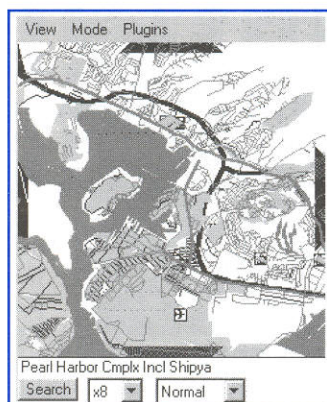 View Mode Plugins
Pearl Harbor Cmplx Incl Shipya
Search x8 Normal